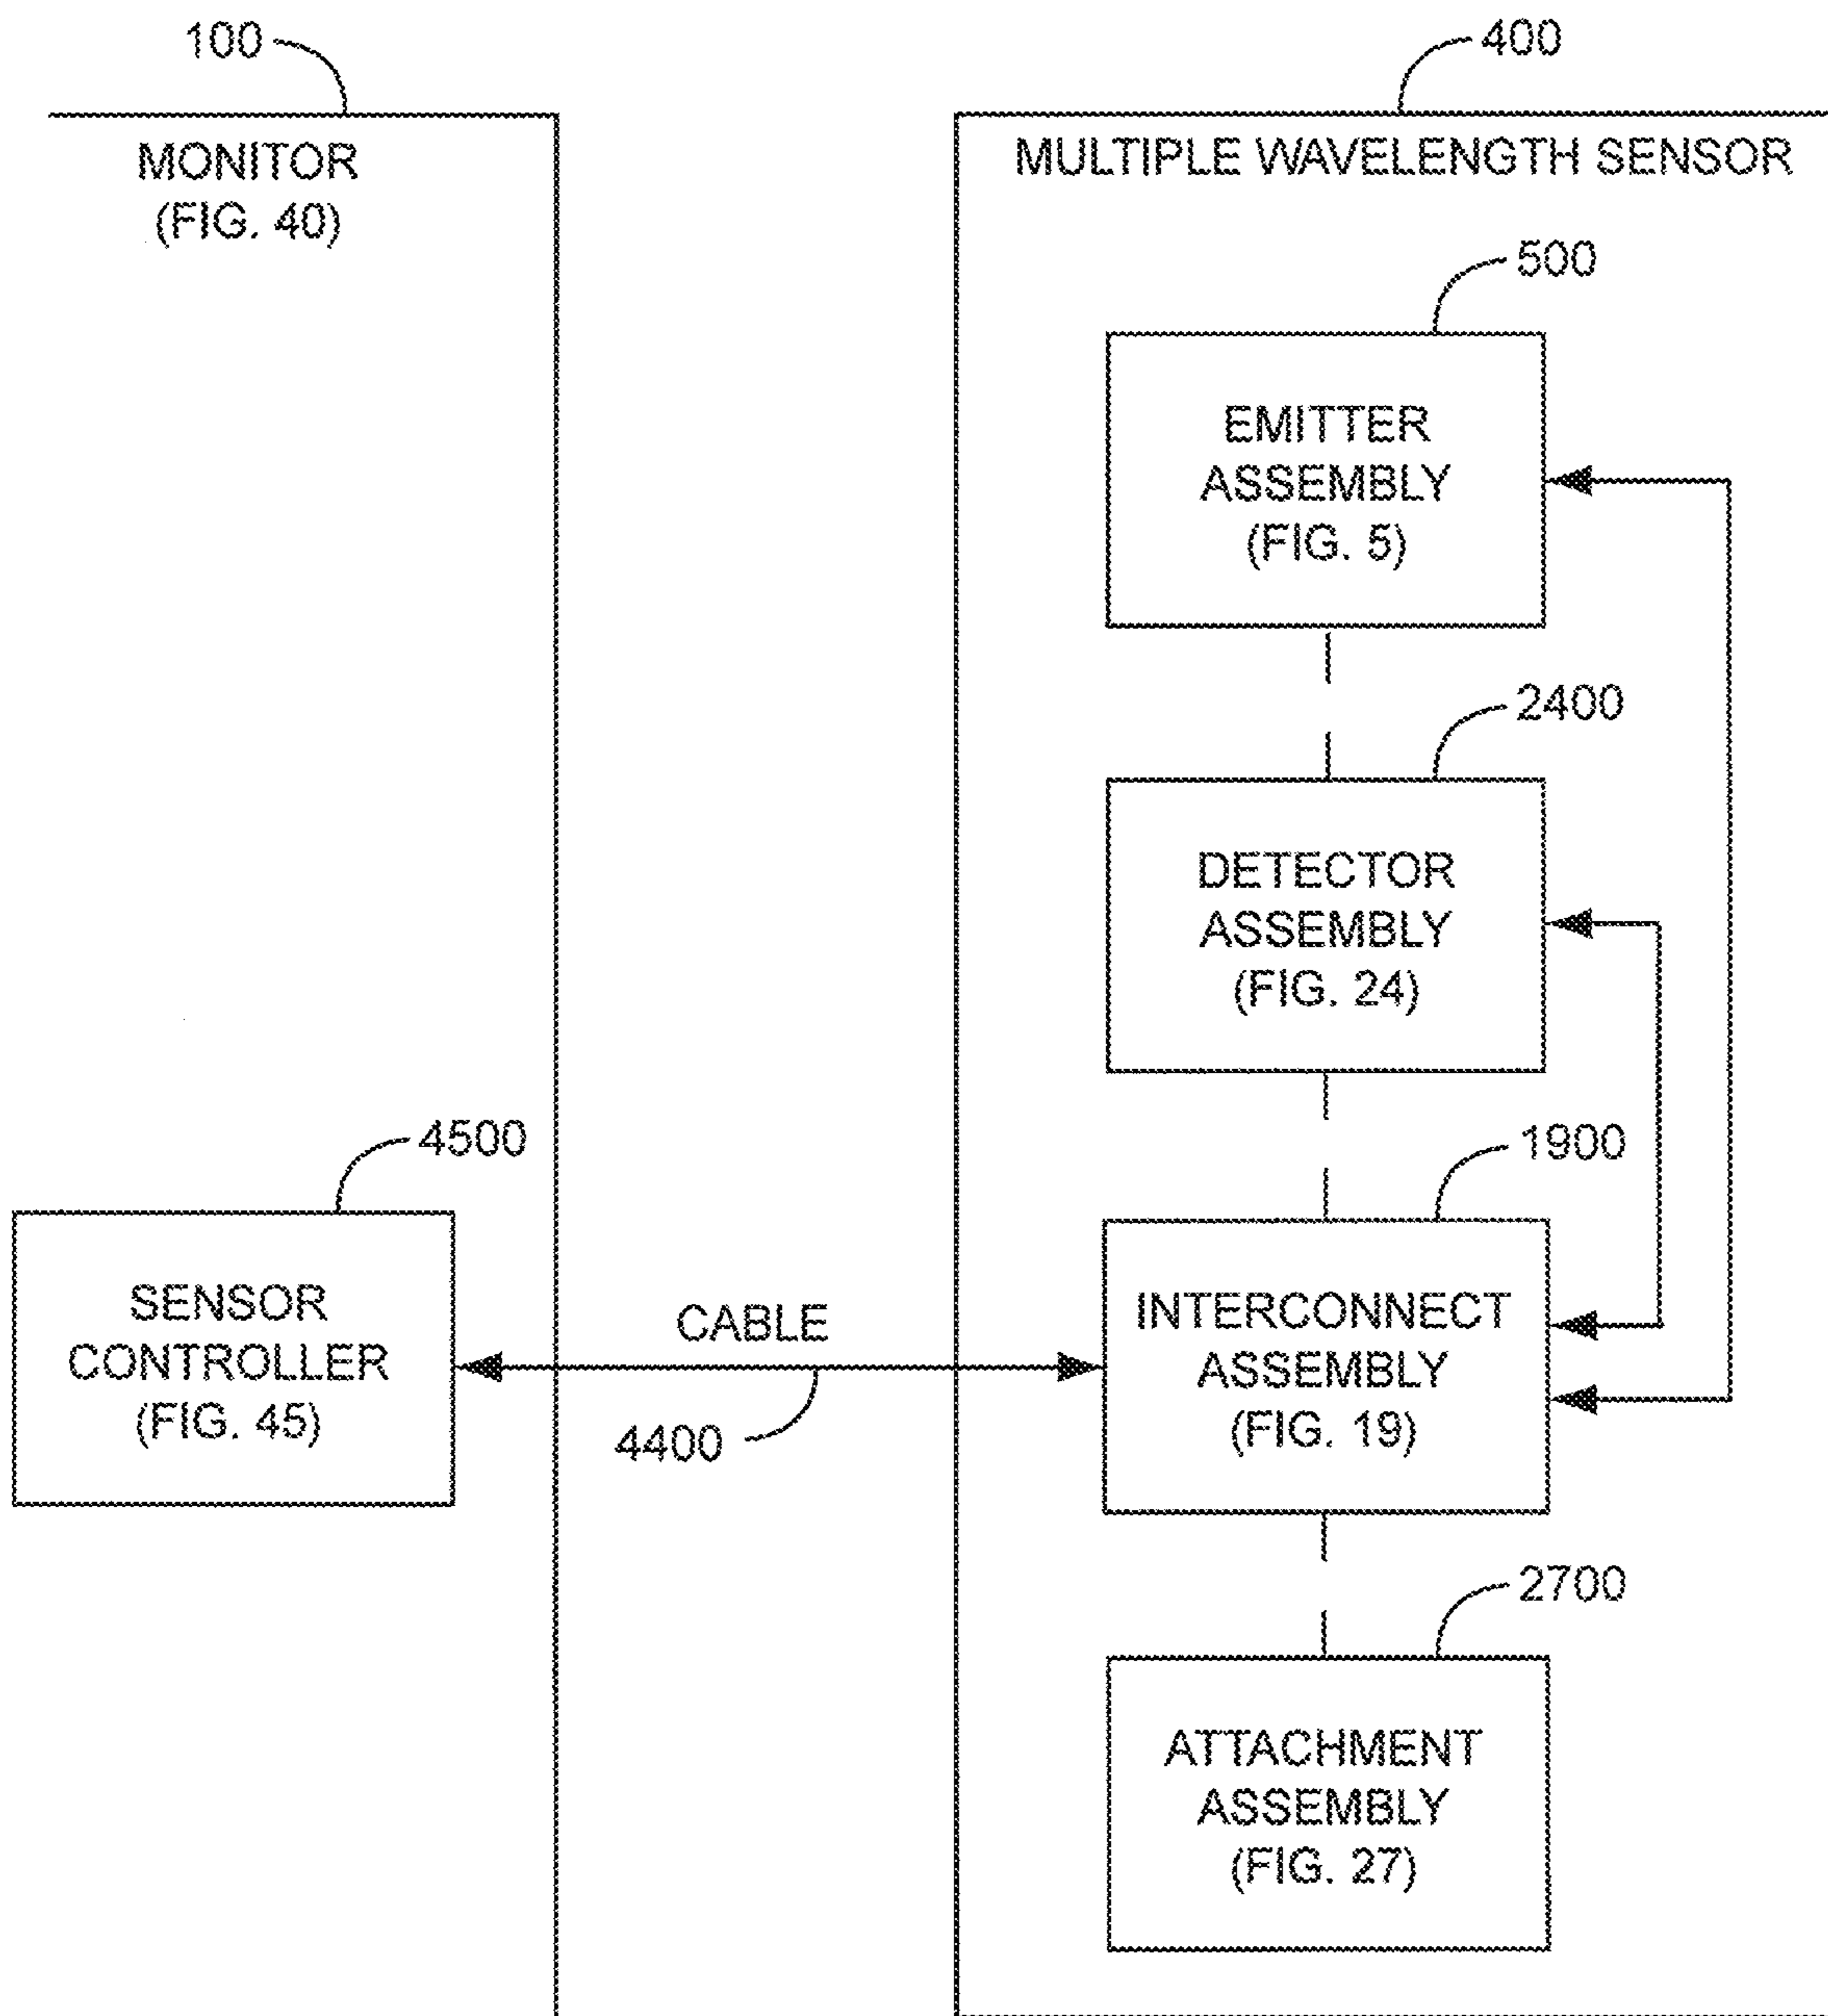 100
MONITOR
(FIG. 40)
400
MULTIPLE WAVELENGTH SENSOR
500
EMITTER
ASSEMBLY
(FIG. 5)
2400
DETECTOR
ASSEMBLY
(FIG. 24)
4500
SENSOR
CONTROLLER
(FIG. 45)
CABLE
4400
1900
INTERCONNECT
ASSEMBLY
(FIG. 19)
2700
ATTACHMENT
ASSEMBLY
(FIG. 27)